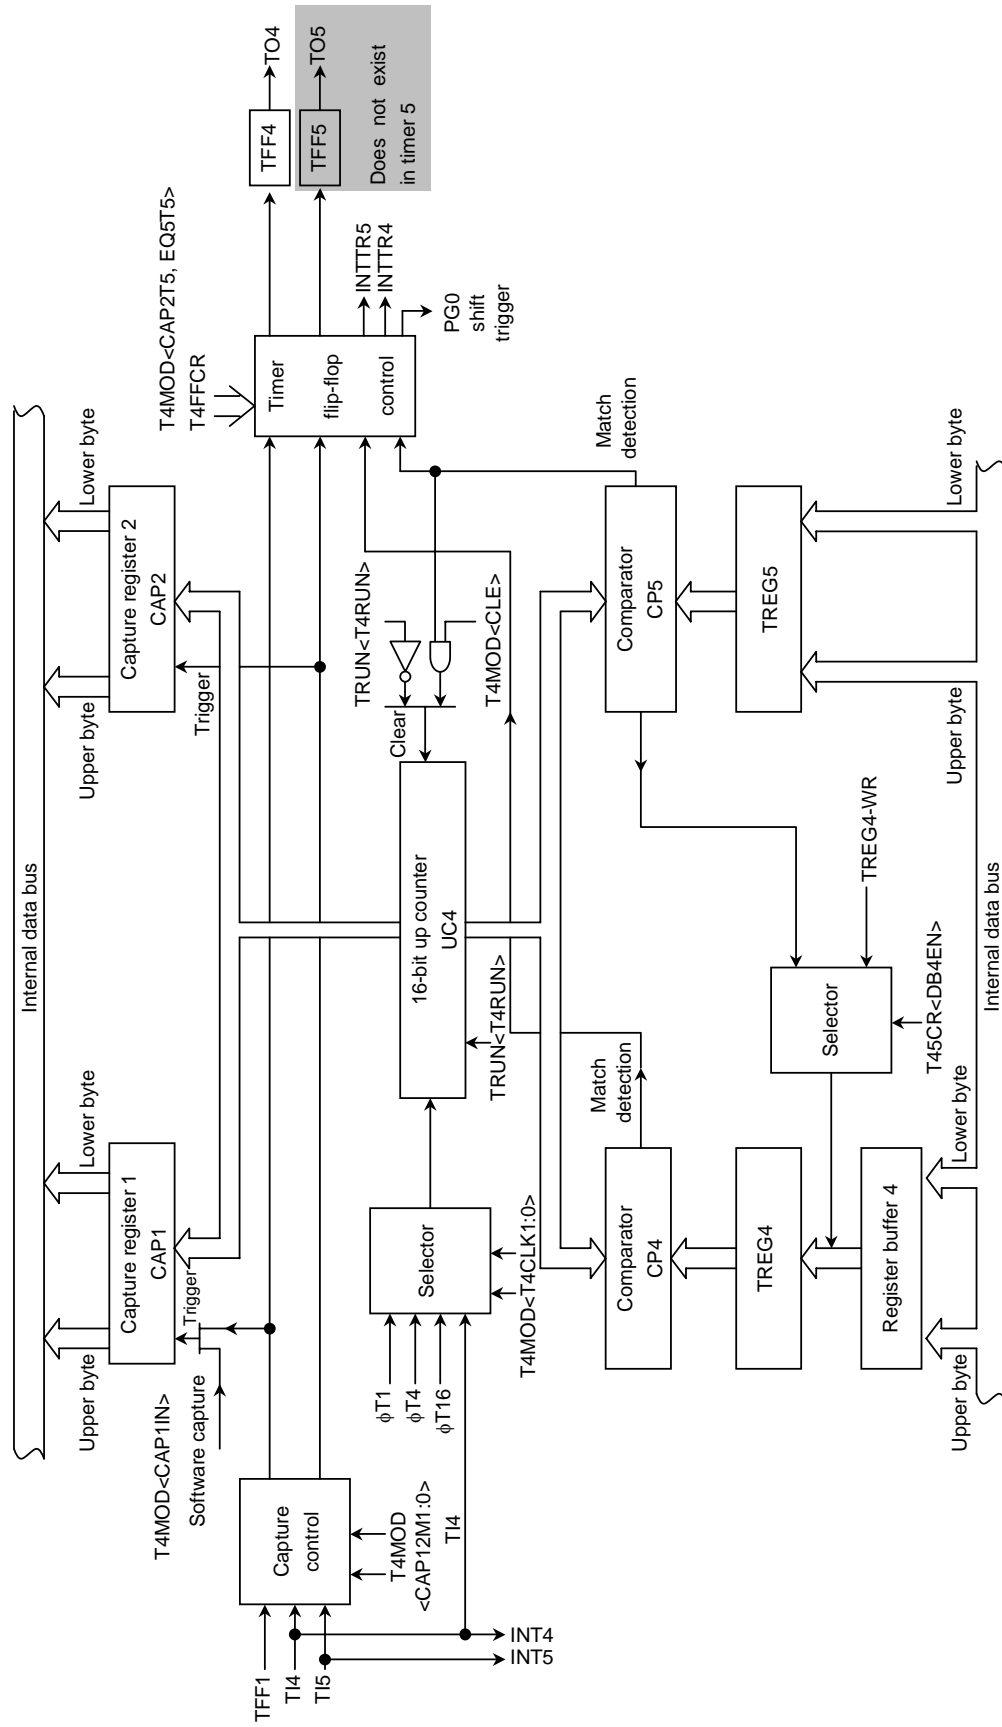 Internal data bus
Upper byte
Lower byte
Upper byte
Lower byte
T4MOD<CAP1IN>
Software capture
Capture register 1
CAP1
Trigger
Capture register 2
CAP2
Trigger
T4MOD<CAP2T5, EQ5T5>
T4FFCR
TFF1
TI4
TI5
Capture
control
T4MOD
<CAP12M1:0>
TI4
INT4
INT5
Timer
flip-flop
control
TFF4
TO4
TFF5
TO5
Does not exist
in timer 5
INTTR5
INTTR4
PG0
shift
trigger
ϕT1
ϕT4
ϕT16
Selector
T4MOD<T4CLK1:0>
16-bit up counter
UC4
TRUN<T4RUN>
Clear
TRUN<T4RUN>
T4MOD<CLE>
Match
detection
Match
detection
Comparator
CP4
Comparator
CP5
TREG4
TREG5
Register buffer 4
Selector
TREG4-WR
T45CR<DB4EN>
Upper byte
Lower byte
Upper byte
Lower byte
Internal data bus